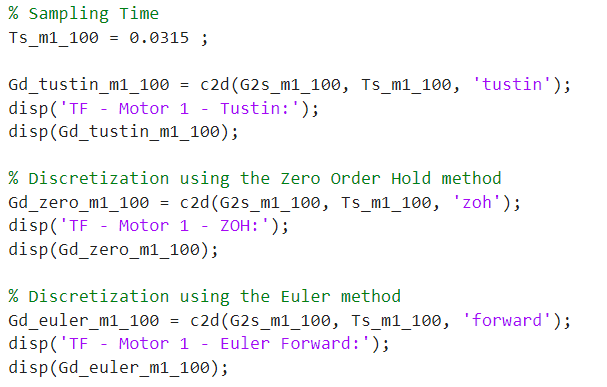 % Sampling Time
Ts_m1_100 = 0.0315 ;
Gd_tustin_m1_100 = c2d(G2s_m1_100, Ts_m1_100, 'tustin');
disp('TF - Motor 1 - Tustin:');
disp(Gd_tustin_m1_100);
% Discretization using the Zero Order Hold method
Gd_zero_m1_100 = c2d(G2s_m1_100, Ts_m1_100, 'zoh');
disp('TF - Motor 1 - ZOH:');
disp(Gd_zero_m1_100);
% Discretization using the Euler method
Gd_euler_m1_100 = c2d(G2s_m1_100, Ts_m1_100, 'forward');
disp('TF - Motor 1 - Euler Forward:');
disp(Gd_euler_m1_100);